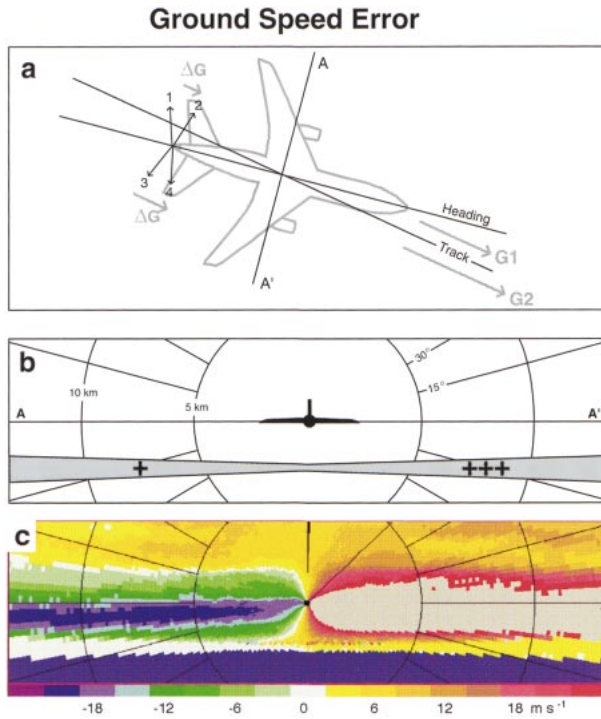 Ground Speed Error
a
A
ΔG
1
2
3
4
ΔG
Heading
Track
G1
G2
A'
b
30°
15°
10 km
5 km
A
A'
+
+++
c
-18 -12 -6 0 6 12 18 m s⁻¹